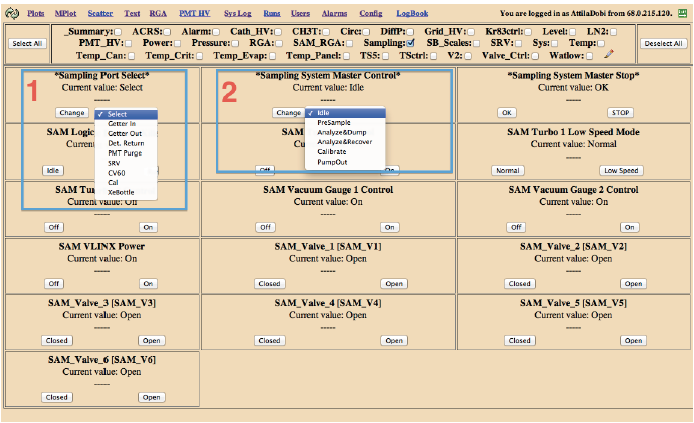 Plots MPlot Scatter Text RGA PMT HV Sys Log Runs Users Alarms Config LogBook You are logged in as AttilaDobi from 68.0.215.120.
Select All
_Summary: ACRS: Alarm: Cath_HV: CH3T: Circ: DiffP: Grid_HV: Kr83ctrl: Level: LN2:
PMT_HV: Power: Pressure: RGA: SAM_RGA: Sampling: SB_Scales: SRV: Sys: Temp:
Temp_Can: Temp_Crit: Temp_Evap: Temp_Panel: TS5: TSctrl: V2: Valve_Ctrl: Watlow:
Deselect All
1
*Sampling Port Select*
Current value: Select
-----
Change
✓ Select
Getter In
Getter Out
Det. Return
PMT Purge
SRV
CV60
Cal
XeBottle
2
*Sampling System Master Control*
Current value: Idle
Change
✓ Idle
PreSample
Analyze&Dump
Analyze&Recover
Calibrate
PumpOut
*Sampling System Master Stop*
Current value: OK
-----
OK STOP
SAM Logic
Current
Idle
SAM
Cu
Off On
SAM Turbo 1 Low Speed Mode
Current value: Normal
-----
Normal Low Speed
SAM Tu
Current value: On
-----
Off On
SAM Vacuum Gauge 1 Control
Current value: On
-----
Off On
SAM Vacuum Gauge 2 Control
Current value: On
-----
Off On
SAM VLINX Power
Current value: On
-----
Off On
SAM_Valve_1 [SAM_V1]
Current value: Open
-----
Closed Open
SAM_Valve_2 [SAM_V2]
Current value: Open
-----
Closed Open
SAM_Valve_3 [SAM_V3]
Current value: Open
-----
Closed Open
SAM_Valve_4 [SAM_V4]
Current value: Open
-----
Closed Open
SAM_Valve_5 [SAM_V5]
Current value: Open
-----
Closed Open
SAM_Valve_6 [SAM_V6]
Current value: Open
-----
Closed Open